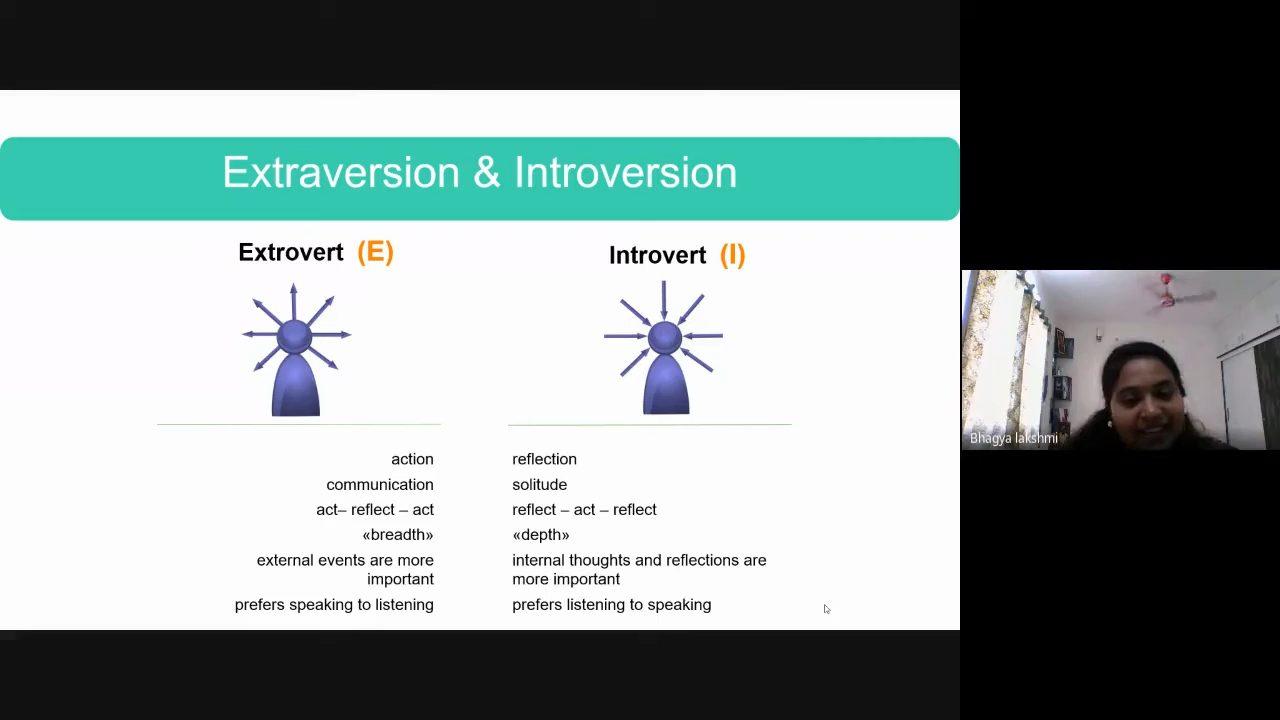 Extraversion & Introversion
Extrovert (E)
Introvert (I)
action
communication
act– reflect – act
«breadth»
external events are more
important
prefers speaking to listening
reflection
solitude
reflect – act – reflect
«depth»
internal thoughts and reflections are
more important
prefers listening to speaking
Bhagya lakshmi